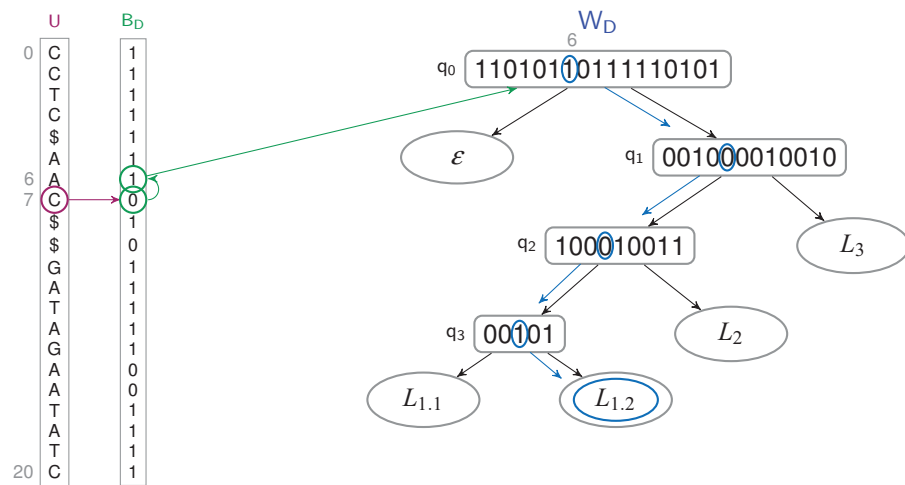 U B_D W_D
6
0 C 1
q0 11010110111110101
C 1
T 1
C 1
$ 1
A 1
ε
q1 001000010010
6 A 1
7 C 0
$ 1
$ 0
q2 100010011
L3
G 1
A 1
T 1
A 1
q3 00101
L2
G 1
A 0
A 0
L1.1 L1.2
T 1
A 1
T 1
20 C 1